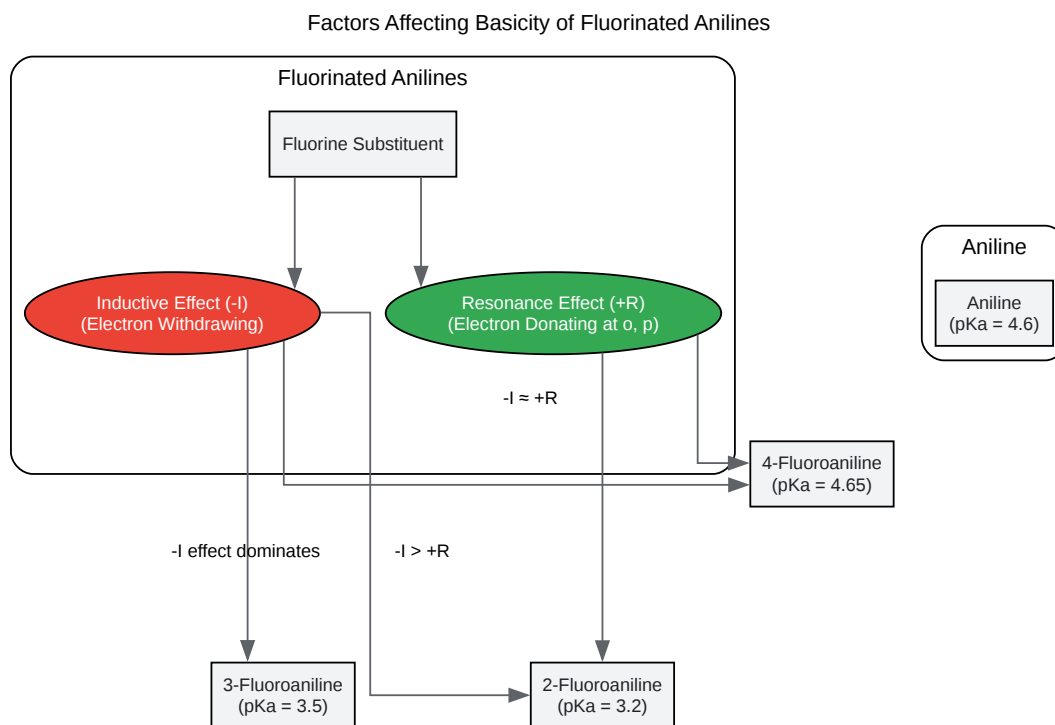 Factors Affecting Basicity of Fluorinated Anilines
Fluorinated Anilines
Fluorine Substituent
Inductive Effect (-I)
(Electron Withdrawing)
Resonance Effect (+R)
(Electron Donating at o, p)
Aniline
Aniline
(pKa = 4.6)
-I ≈ +R
4-Fluoroaniline
(pKa = 4.65)
-I effect dominates
-I > +R
3-Fluoroaniline
(pKa = 3.5)
2-Fluoroaniline
(pKa = 3.2)